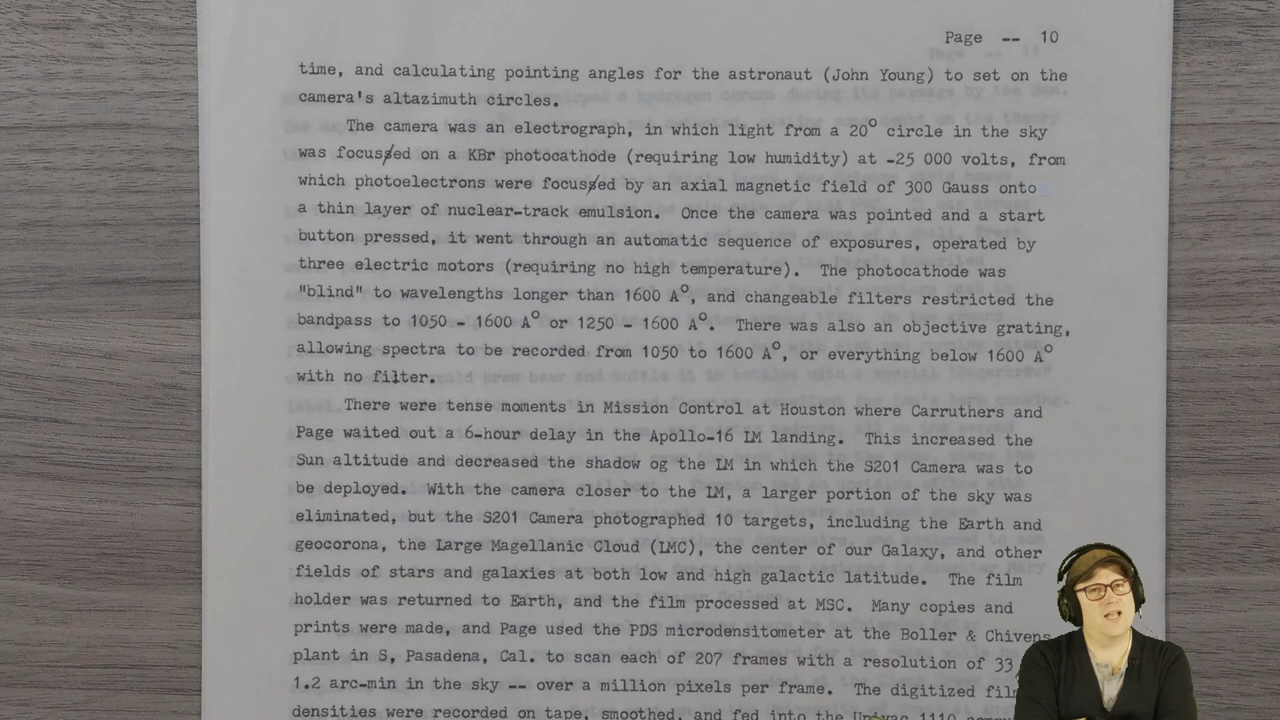 Page -- 10
time, and calculating pointing angles for the astronaut (John Young) to set on the
camera's altazimuth circles.
The camera was an electrograph, in which light from a 20° circle in the sky
was focussed on a KBr photocathode (requiring low humidity) at -25 000 volts, from
which photoelectrons were focussed by an axial magnetic field of 300 Gauss onto
a thin layer of nuclear-track emulsion. Once the camera was pointed and a start
button pressed, it went through an automatic sequence of exposures, operated by
three electric motors (requiring no high temperature). The photocathode was
"blind" to wavelengths longer than 1600 A°, and changeable filters restricted the
bandpass to 1050 - 1600 A° or 1250 - 1600 A°. There was also an objective grating,
allowing spectra to be recorded from 1050 to 1600 A°, or everything below 1600 A°
with no filter.
There were tense moments in Mission Control at Houston where Carruthers and
Page waited out a 6-hour delay in the Apollo-16 LM landing. This increased the
Sun altitude and decreased the shadow og the LM in which the S201 Camera was to
be deployed. With the camera closer to the LM, a larger portion of the sky was
eliminated, but the S201 Camera photographed 10 targets, including the Earth and
geocorona, the Large Magellanic Cloud (LMC), the center of our Galaxy, and other
fields of stars and galaxies at both low and high galactic latitude. The film
holder was returned to Earth, and the film processed at MSC. Many copies and
prints were made, and Page used the PDS microdensitometer at the Boller & Chivens
plant in S, Pasadena, Cal. to scan each of 207 frames with a resolution of 33
1.2 arc-min in the sky -- over a million pixels per frame. The digitized
densities were recorded on tape, smoothed, and fed into the Univac 1110